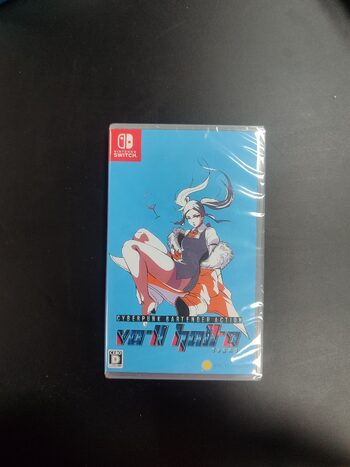 NINTENDO
SWITCH
CYBERPUNK BARTENDER ACTION
va-11 hall-a
D